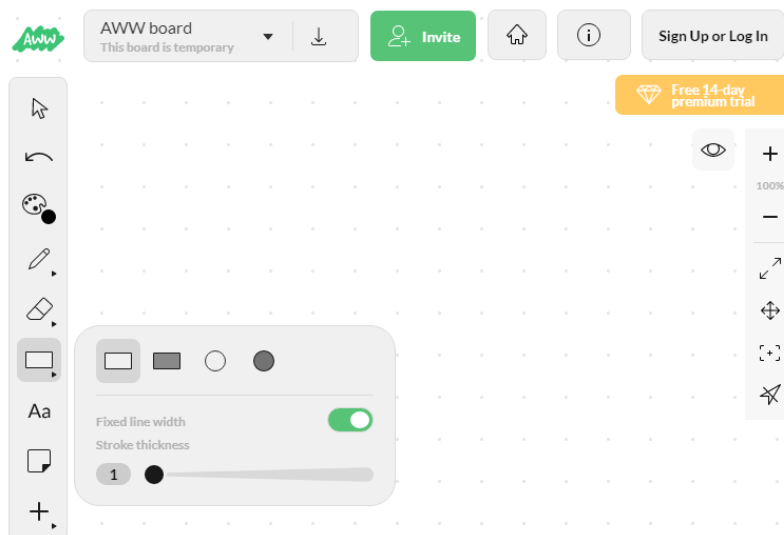 AWW
AWW board
This board is temporary
Invite
Sign Up or Log In
Free 14-day
premium trial
100%
Aa
Fixed line width
Stroke thickness
1